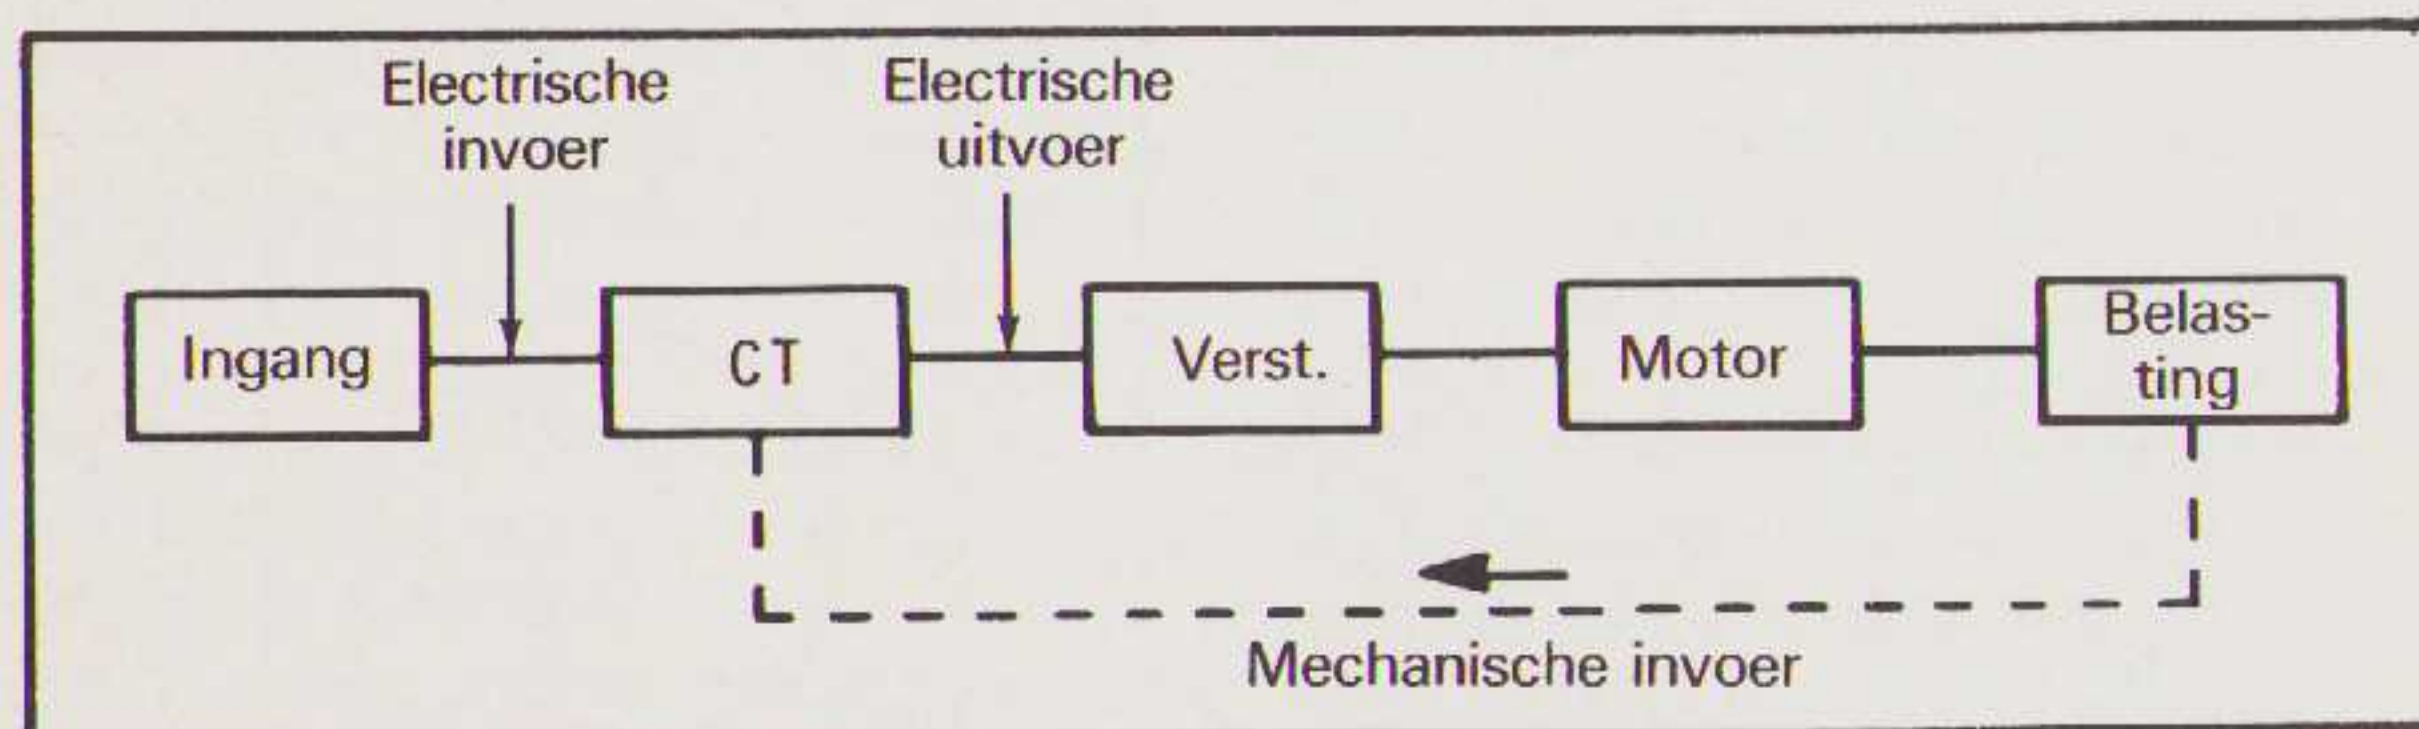 Electrische
invoer
Electrische
uitvoer
Ingang
CT
Verst.
Motor
Belas-
ting
Mechanische invoer